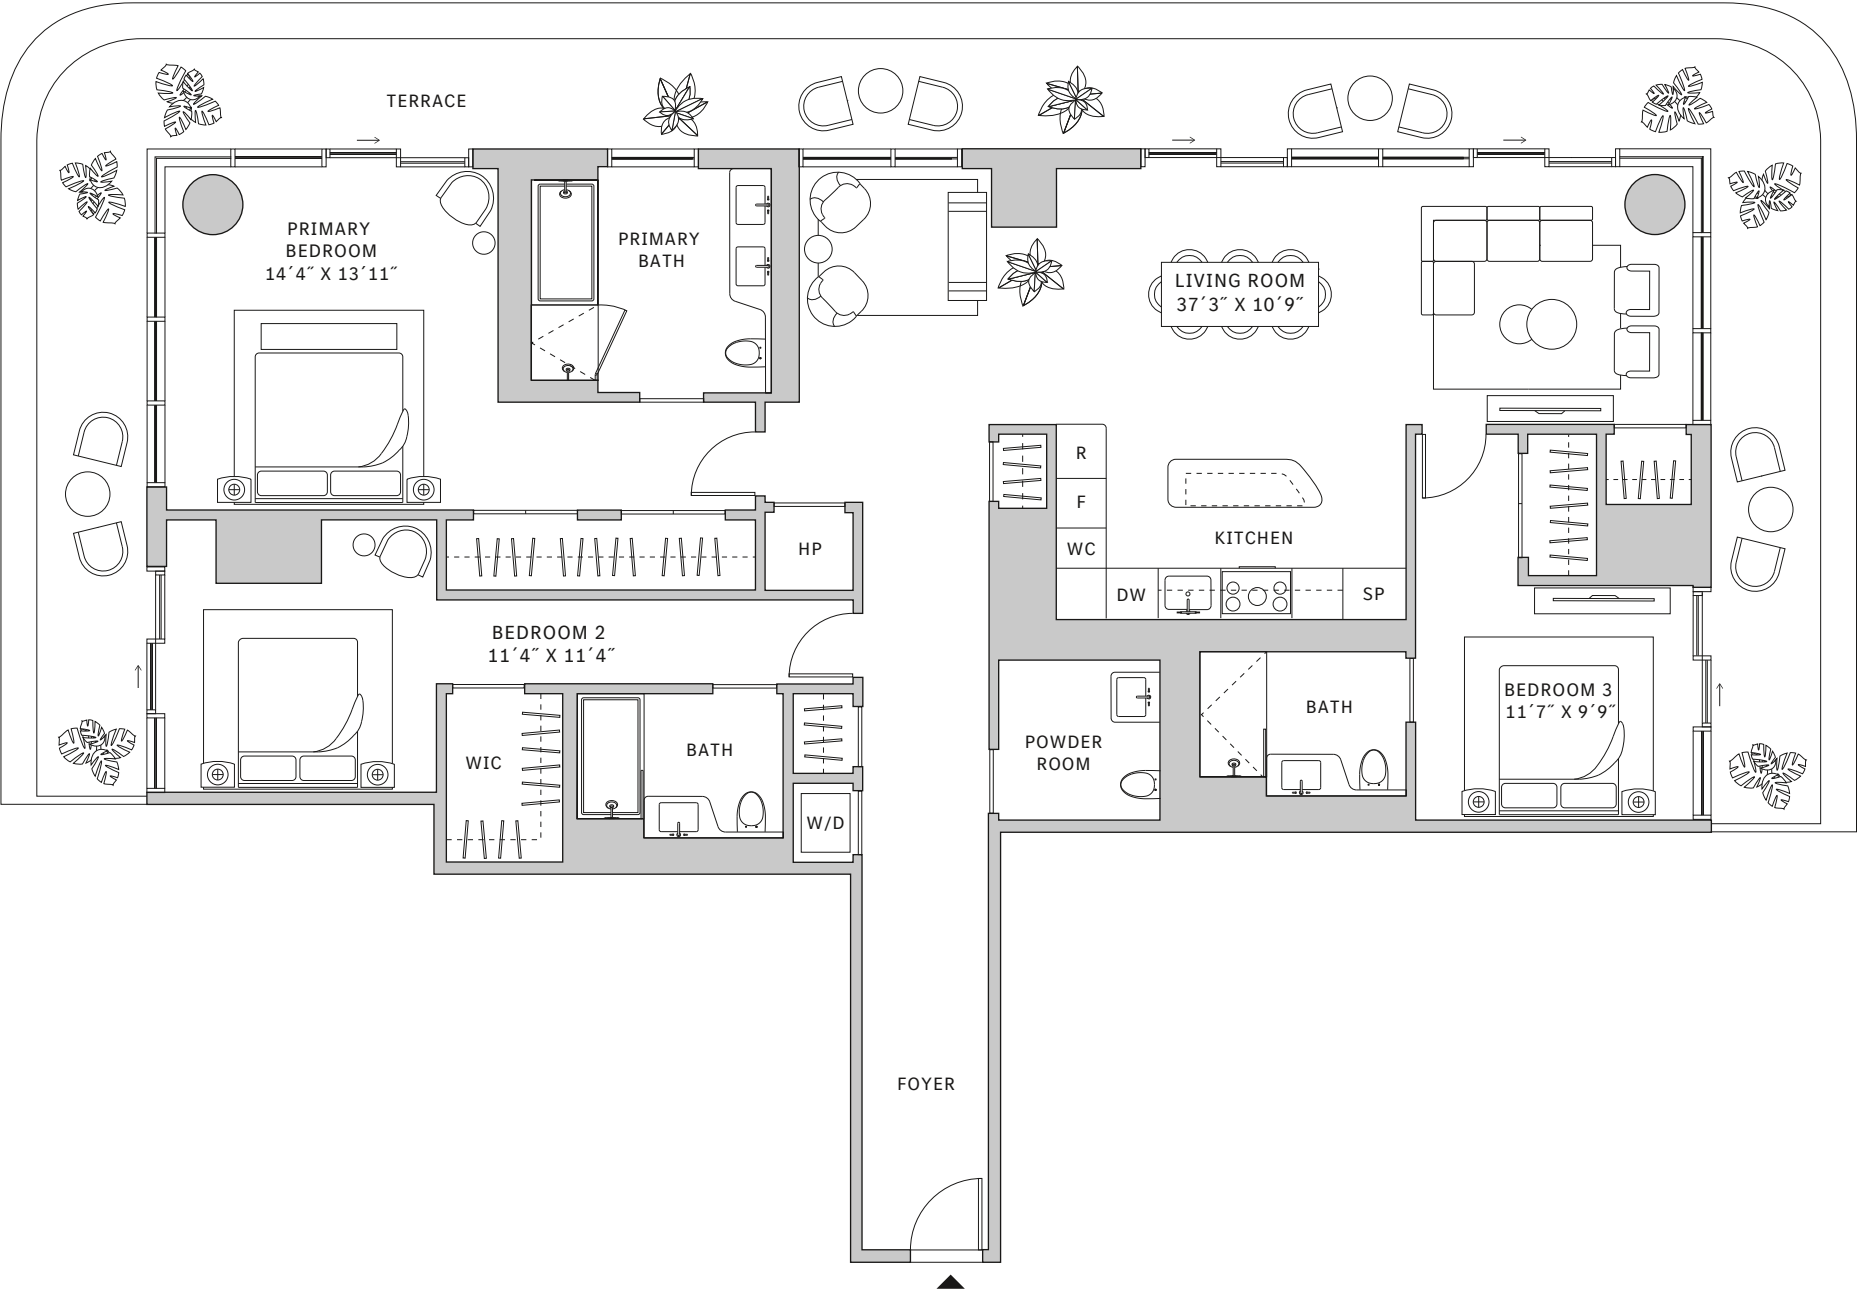 TERRACE
PRIMARY
BEDROOM
14´4˝ X 13´11˝
PRIMARY
BATH
LIVING ROOM
37´3˝ X 10´9˝
R
F
WC
KITCHEN
DW
SP
HP
BEDROOM 2
11´4˝ X 11´4˝
WIC
BATH
W/D
POWDER
ROOM
BATH
BEDROOM 3
11´7˝ X 9´9˝
FOYER